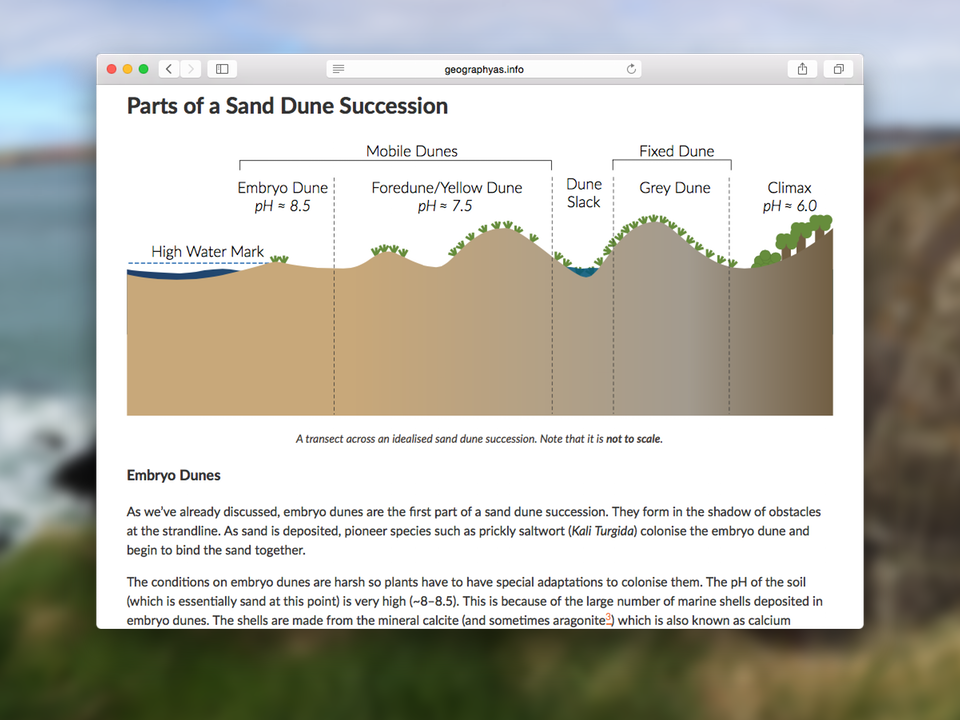 geographyas.info
Parts of a Sand Dune Succession
Mobile Dunes
Fixed Dune
Embryo Dune
pH ≈ 8.5
Foredune/Yellow Dune
pH ≈ 7.5
Dune
Slack
Grey Dune
Climax
pH ≈ 6.0
High Water Mark
A transect across an idealised sand dune succession. Note that it is not to scale.
Embryo Dunes
As we've already discussed, embryo dunes are the first part of a sand dune succession. They form in the shadow of obstacles
at the strandline. As sand is deposited, pioneer species such as prickly saltwort (Kali Turgida) colonise the embryo dune and
begin to bind the sand together.
The conditions on embryo dunes are harsh so plants have to have special adaptations to colonise them. The pH of the soil
(which is essentially sand at this point) is very high (~8–8.5). This is because of the large number of marine shells deposited in
embryo dunes. The shells are made from the mineral calcite (and sometimes aragonite3) which is also known as calcium